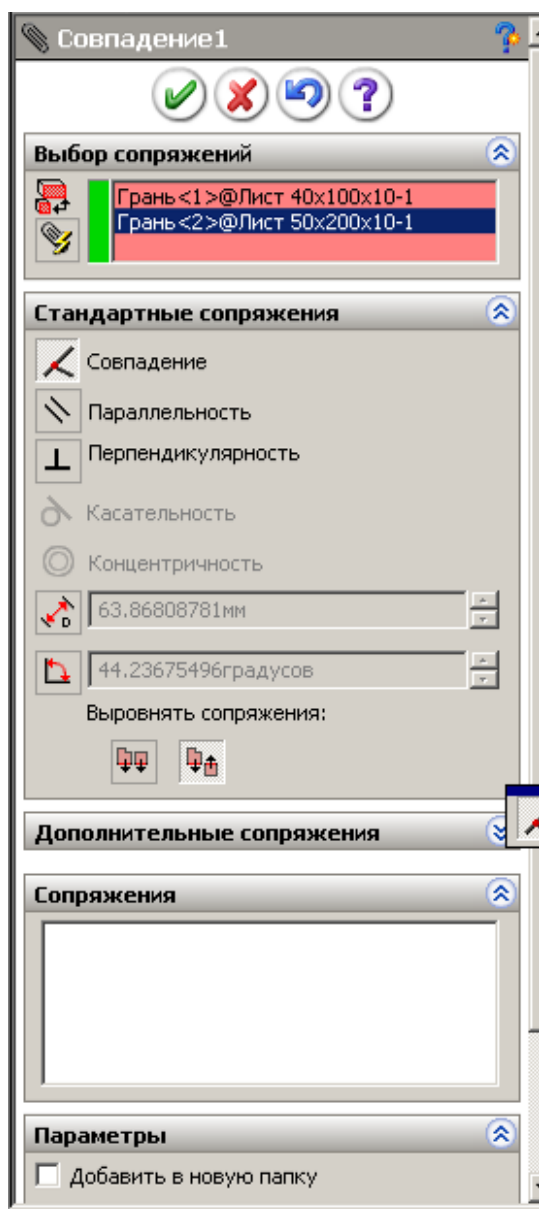 Совпадение1
Выбор сопряжений
Грань<1>@Лист 40x100x10-1
Грань<2>@Лист 50x200x10-1
Стандартные сопряжения
Совпадение
Параллельность
Перпендикулярность
Касательность
Концентричность
63.86808781мм
44.23675496градусов
Выровнять сопряжения:
Дополнительные сопряжения
Сопряжения
Параметры
Добавить в новую папку